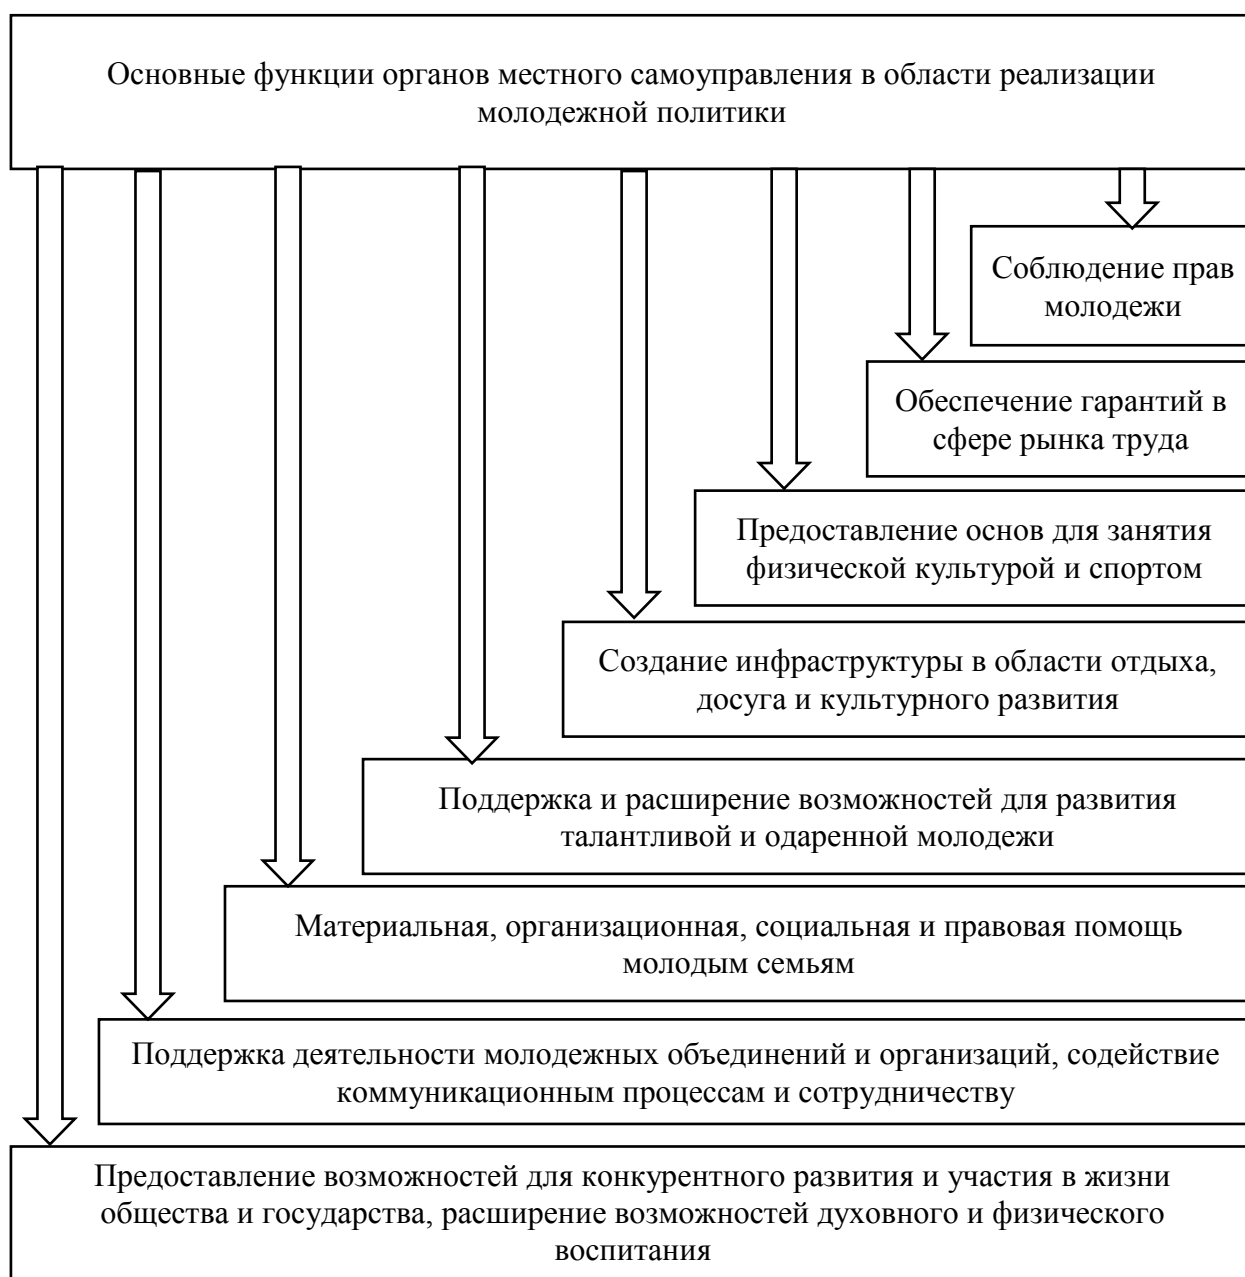 Основные функции органов местного самоуправления в области реализации
молодежной политики
Соблюдение прав
молодежи
Обеспечение гарантий в
сфере рынка труда
Предоставление основ для занятия
физической культурой и спортом
Создание инфраструктуры в области отдыха,
досуга и культурного развития
Поддержка и расширение возможностей для развития
талантливой и одаренной молодежи
Материальная, организационная, социальная и правовая помощь
молодым семьям
Поддержка деятельности молодежных объединений и организаций, содействие
коммуникационным процессам и сотрудничеству
Предоставление возможностей для конкурентного развития и участия в жизни
общества и государства, расширение возможностей духовного и физического
воспитания